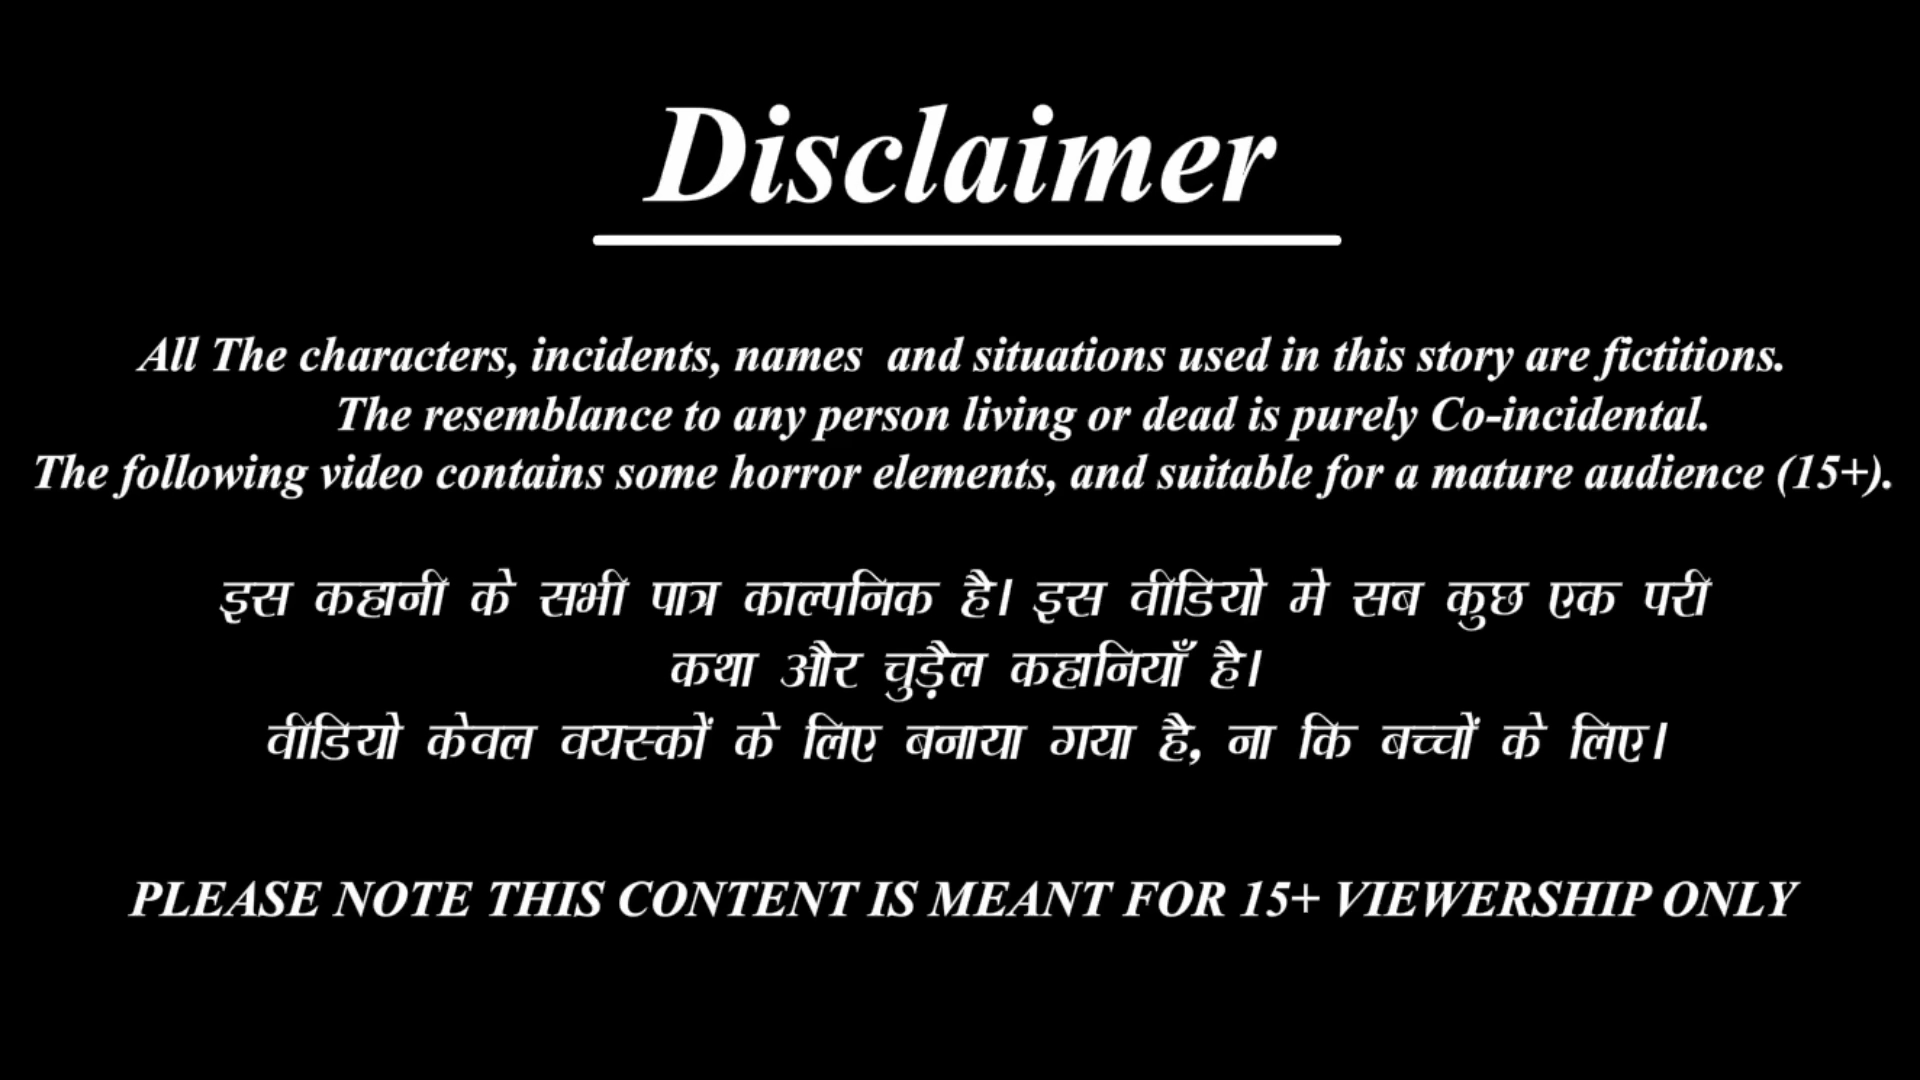 Disclaimer
All The characters, incidents, names and situations used in this story are fictitions.
The resemblance to any person living or dead is purely Co-incidental.
The following video contains some horror elements, and suitable for a mature audience (15+).
इस कहानी के सभी पात्र काल्पनिक है। इस वीडियो मे सब कुछ एक परी
कथा और चुड़ैल कहानियाँ है।
वीडियो केवल वयस्कों के लिए बनाया गया है, ना कि बच्चों के लिए।
PLEASE NOTE THIS CONTENT IS MEANT FOR 15+ VIEWERSHIP ONLY